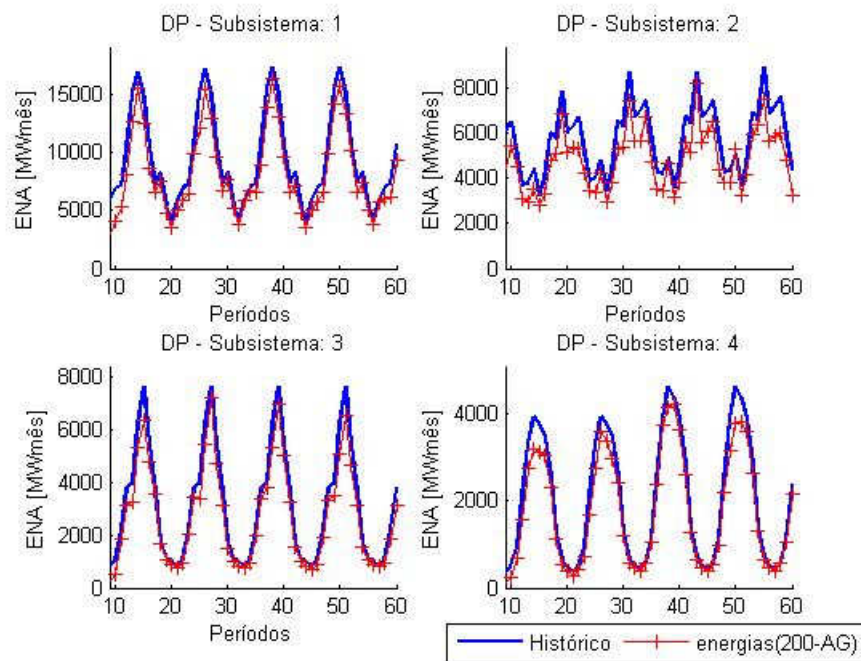 DP - Subsistema: 1
DP - Subsistema: 2
ENA [MWmês]
15000
10000
5000
0
10 20 30 40 50 60
Períodos
ENA [MWmês]
8000
6000
4000
2000
0
10 20 30 40 50 60
Períodos
DP - Subsistema: 3
DP - Subsistema: 4
ENA [MWmês]
8000
6000
4000
2000
0
10 20 30 40 50 60
Períodos
ENA [MWmês]
4000
2000
0
10 20 30 40 50 60
Histórico
energias(200-AG)